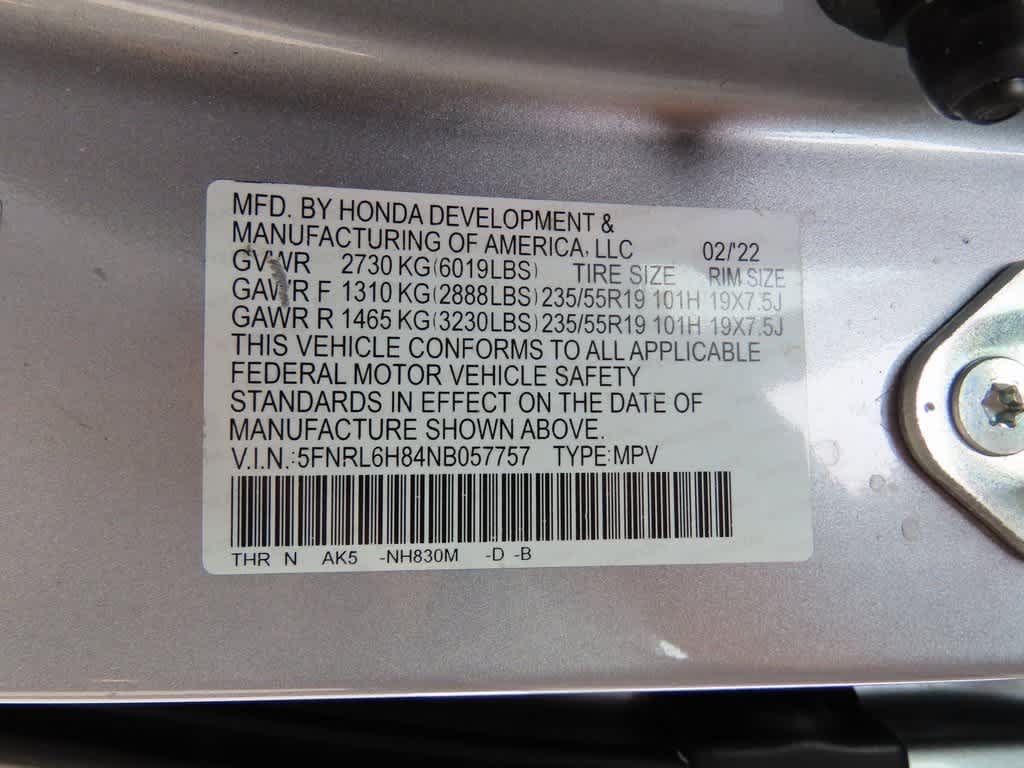 MFD. BY HONDA DEVELOPMENT &
MANUFACTURING OF AMERICA, LLC 02/'22
GVWR 2730 KG(6019LBS) TIRE SIZE RIM SIZE
GAWR F 1310 KG(2888LBS) 235/55R19 101H 19X7.5J
GAWR R 1465 KG(3230LBS) 235/55R19 101H 19X7.5J
THIS VEHICLE CONFORMS TO ALL APPLICABLE
FEDERAL MOTOR VEHICLE SAFETY
STANDARDS IN EFFECT ON THE DATE OF
MANUFACTURE SHOWN ABOVE.
V.I.N.:5FNRL6H84NB057757 TYPE:MPV
THR N AK5 -NH830M -D -B